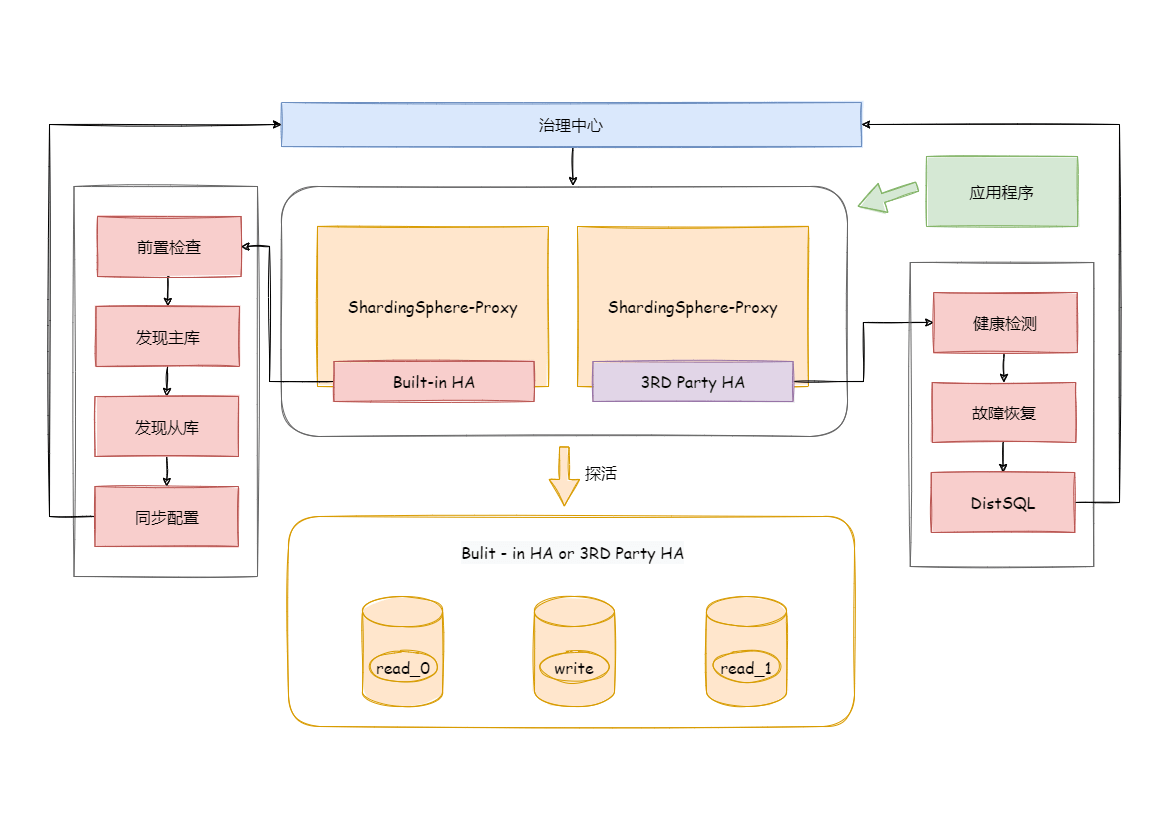 治理中心
应用程序
前置检查
发现主库
发现从库
同步配置
ShardingSphere-Proxy
Built-in HA
ShardingSphere-Proxy
3RD Party HA
健康检测
故障恢复
DistSQL
探活
Bulit - in HA or 3RD Party HA
read_0
write
read_1